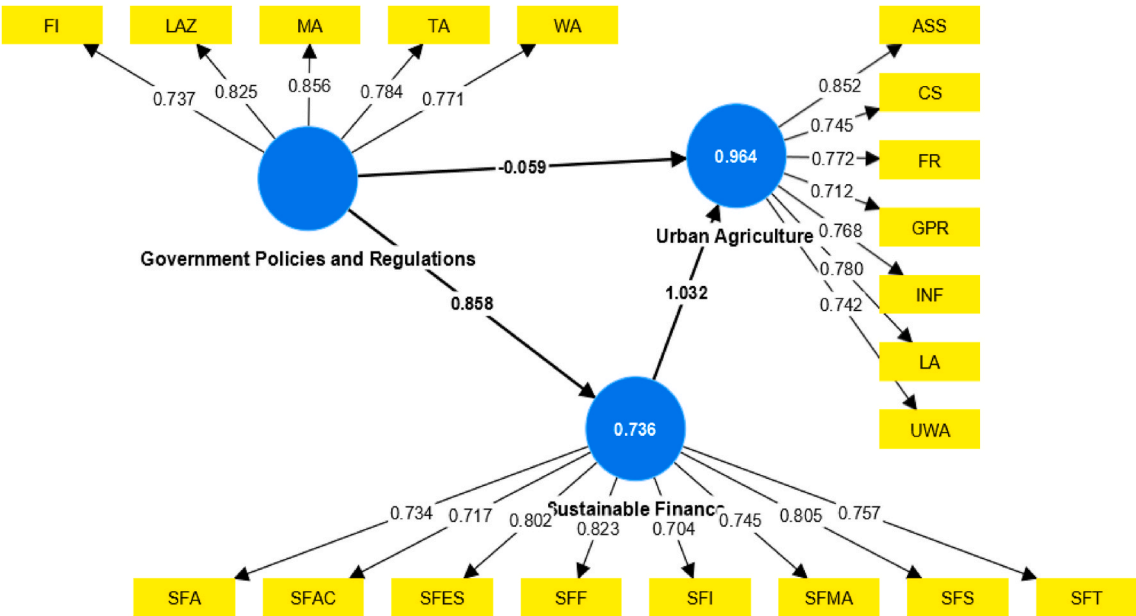 FI LAZ MA TA WA ASS
0.737 0.825 0.856 0.784 0.771 0.852
CS
0.745
0.964 0.772 FR
-0.059
0.712
GPR
Urban Agriculture 0.768
Government Policies and Regulations
0.780
INF
0.858 1.032 0.742
LA
0.736 UWA
Sustainable Finance
0.734 0.717 0.802 0.823 0.704 0.745 0.805 0.757
SFA SFAC SFES SFF SFI SFMA SFS SFT